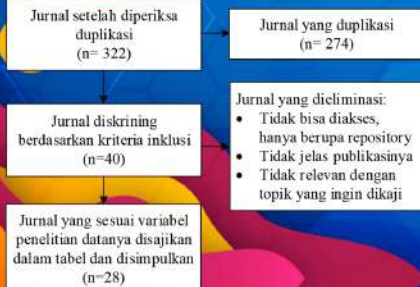 Jurnal setelah diperiksa
duplikasi
(n= 322)
Jurnal yang duplikasi
(n= 274)
Jurnal diskrining
berdasarkan kriteria inklusi
(n=40)
Jurnal yang dieliminasi:
• Tidak bisa diakses,
hanya berupa repository
• Tidak jelas publikasinya
• Tidak relevan dengan
topik yang ingin dikaji
Jurnal yang sesuai variabel
penelitian datanya disajikan
dalam tabel dan disimpulkan
(n=28)